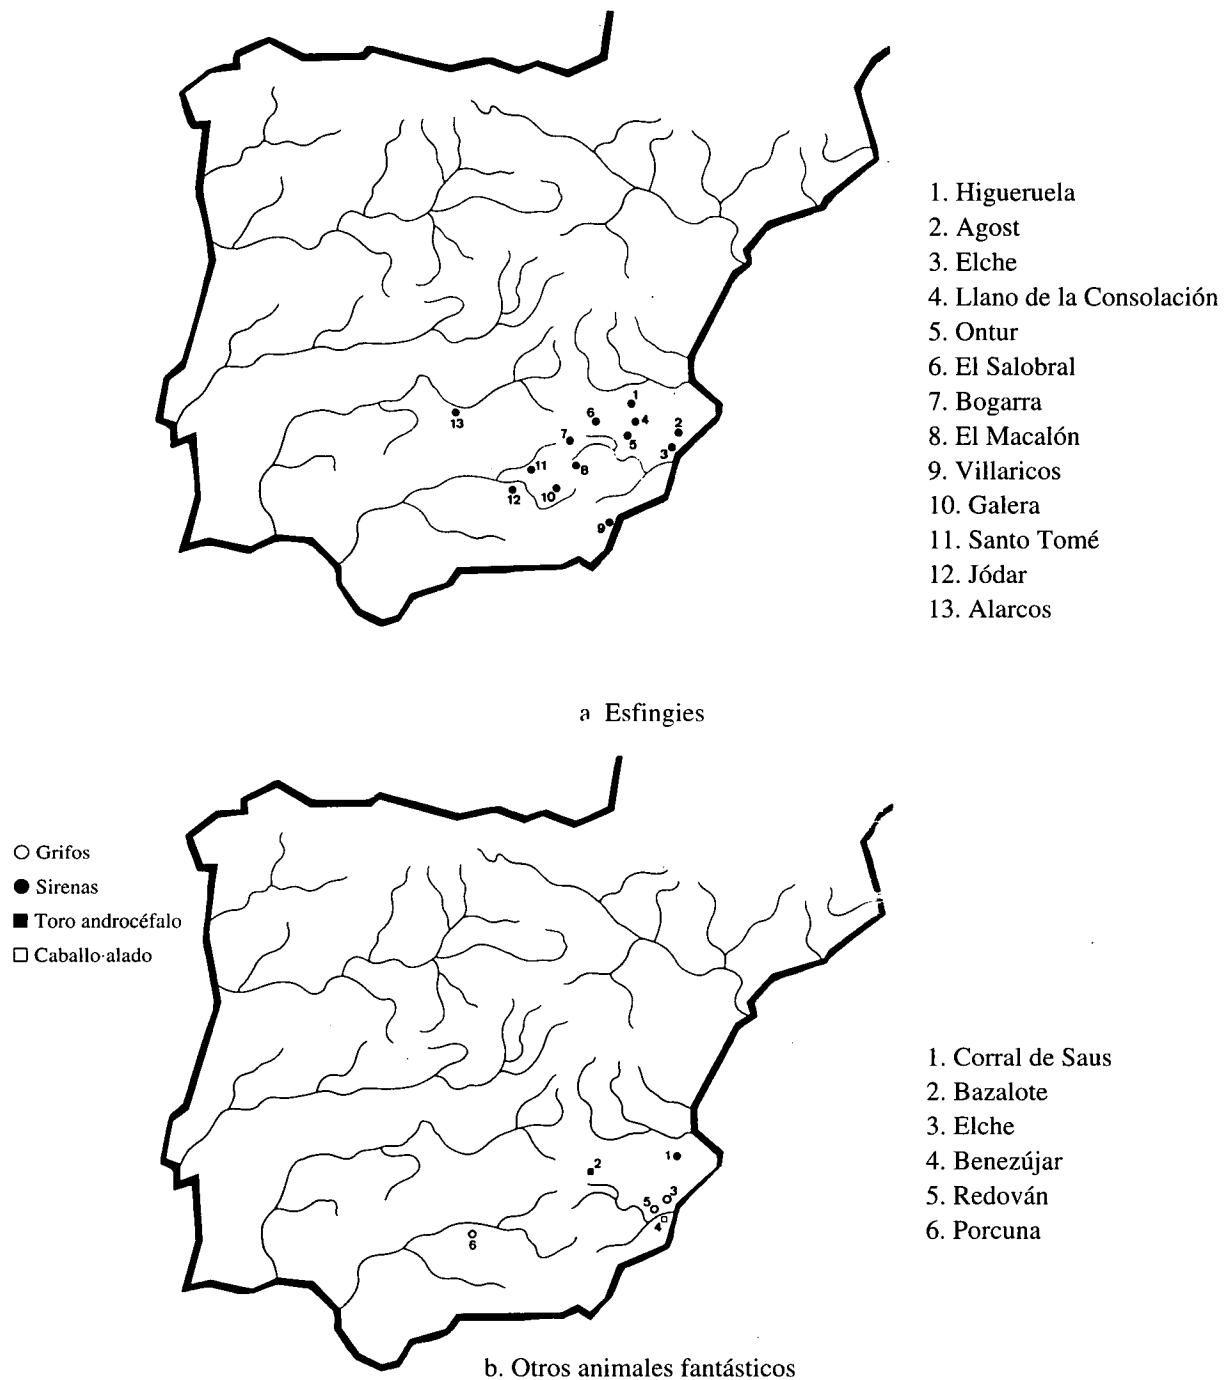 1
6
4
2
13
7
5
3
11
8
12
10
9
1. Higueruela
2. Agost
3. Elche
4. Llano de la Consolación
5. Ontur
6. El Salobral
7. Bogarra
8. El Macalón
9. Villaricos
10. Galera
11. Santo Tomé
12. Jódar
13. Alarcos
a Esfingies
Grifos
Sirenas
Toro androcéfalo
Caballo·alado
1
2
3
5
4
6
1. Corral de Saus
2. Bazalote
3. Elche
4. Benezújar
5. Redován
6. Porcuna
b. Otros animales fantásticos